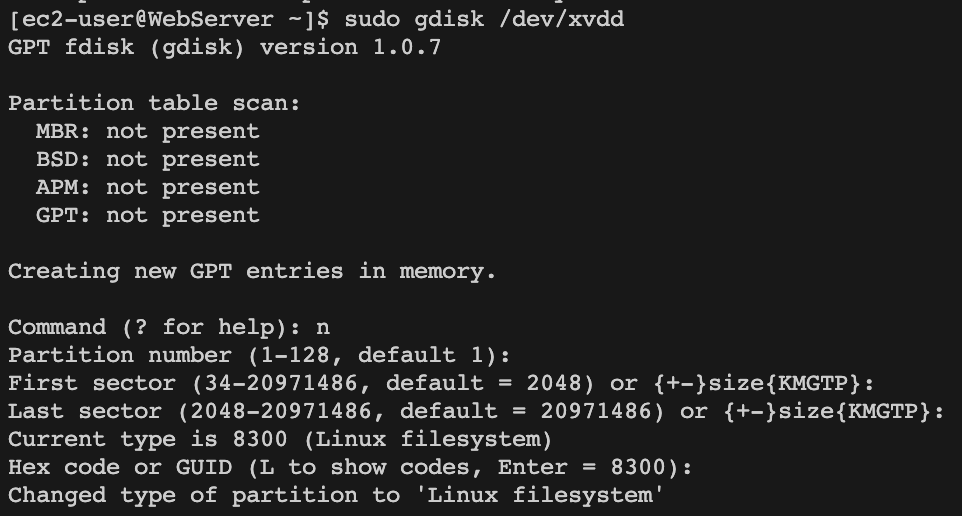 [ec2-user@WebServer ~]$ sudo gdisk /dev/xvdd
GPT fdisk (gdisk) version 1.0.7
Partition table scan:
MBR: not present
BSD: not present
APM: not present
GPT: not present
Creating new GPT entries in memory.
Command (? for help): n
Partition number (1-128, default 1):
First sector (34-20971486, default = 2048) or {+-}size{KMGTP}:
Last sector (2048-20971486, default = 20971486) or {+-}size{KMGTP}:
Current type is 8300 (Linux filesystem)
Hex code or GUID (L to show codes, Enter = 8300):
Changed type of partition to 'Linux filesystem'